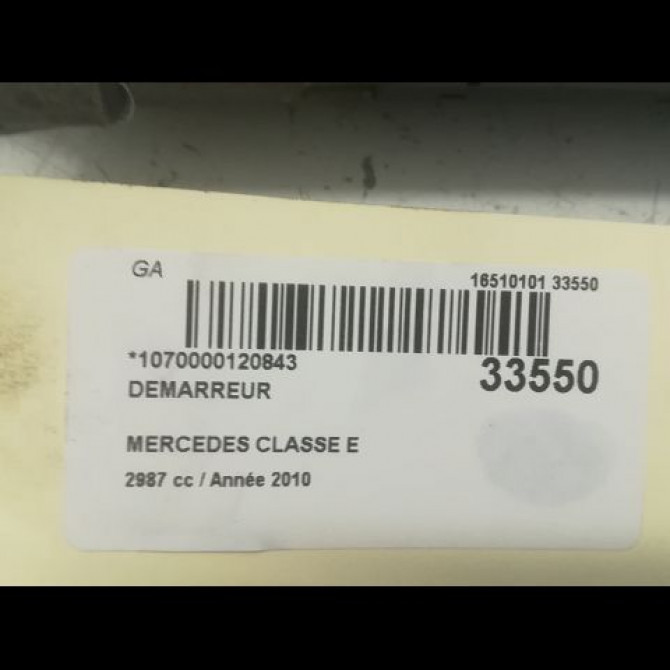 GA
16510101 33550
*1070000120843
33550
DEMARREUR
MERCEDES CLASSE E
2987 cc / Année 2010